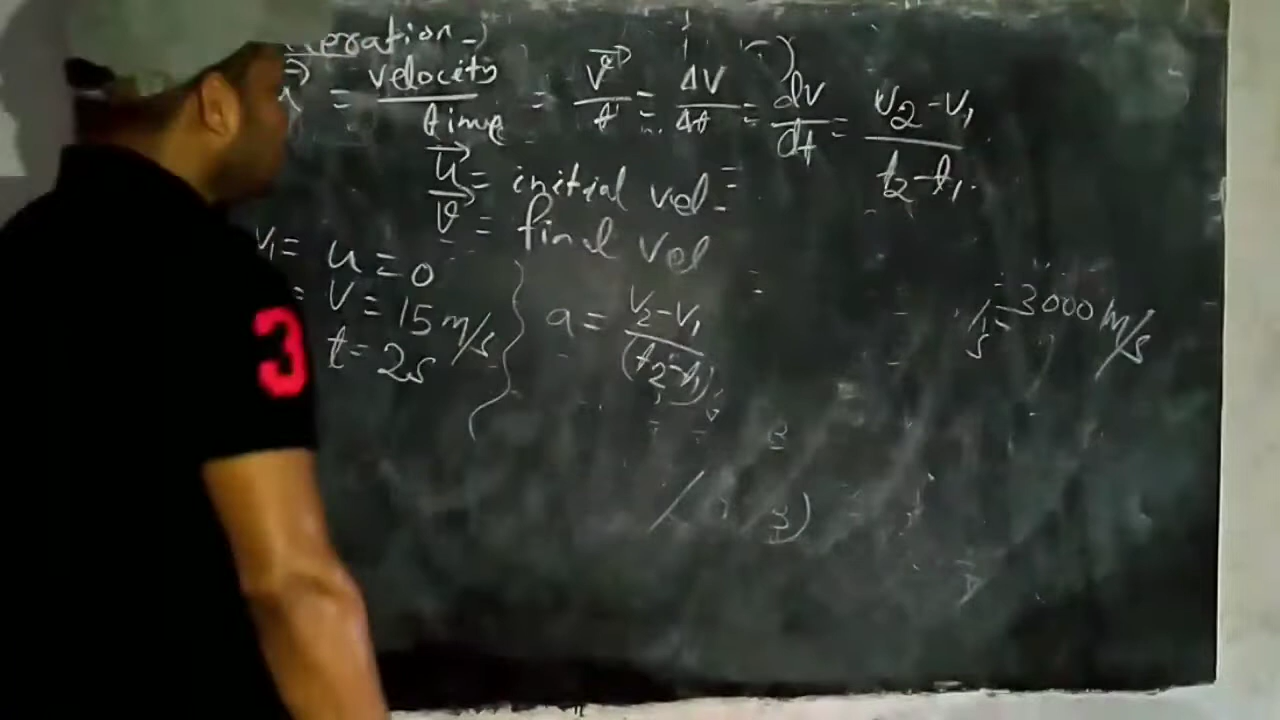 eration →
= velocity / time = v⃗ / t = ΔV / Δt = dv / dt = v₂ - v₁ / t₂ - t₁
u⃗ = initial vel =
v⃗ = final vel
V₁ = u = 0
= V = 15 m/s
t = 2s
a = V₂ - V₁ / (t₂ - t₁)
= 3000 m/s
3